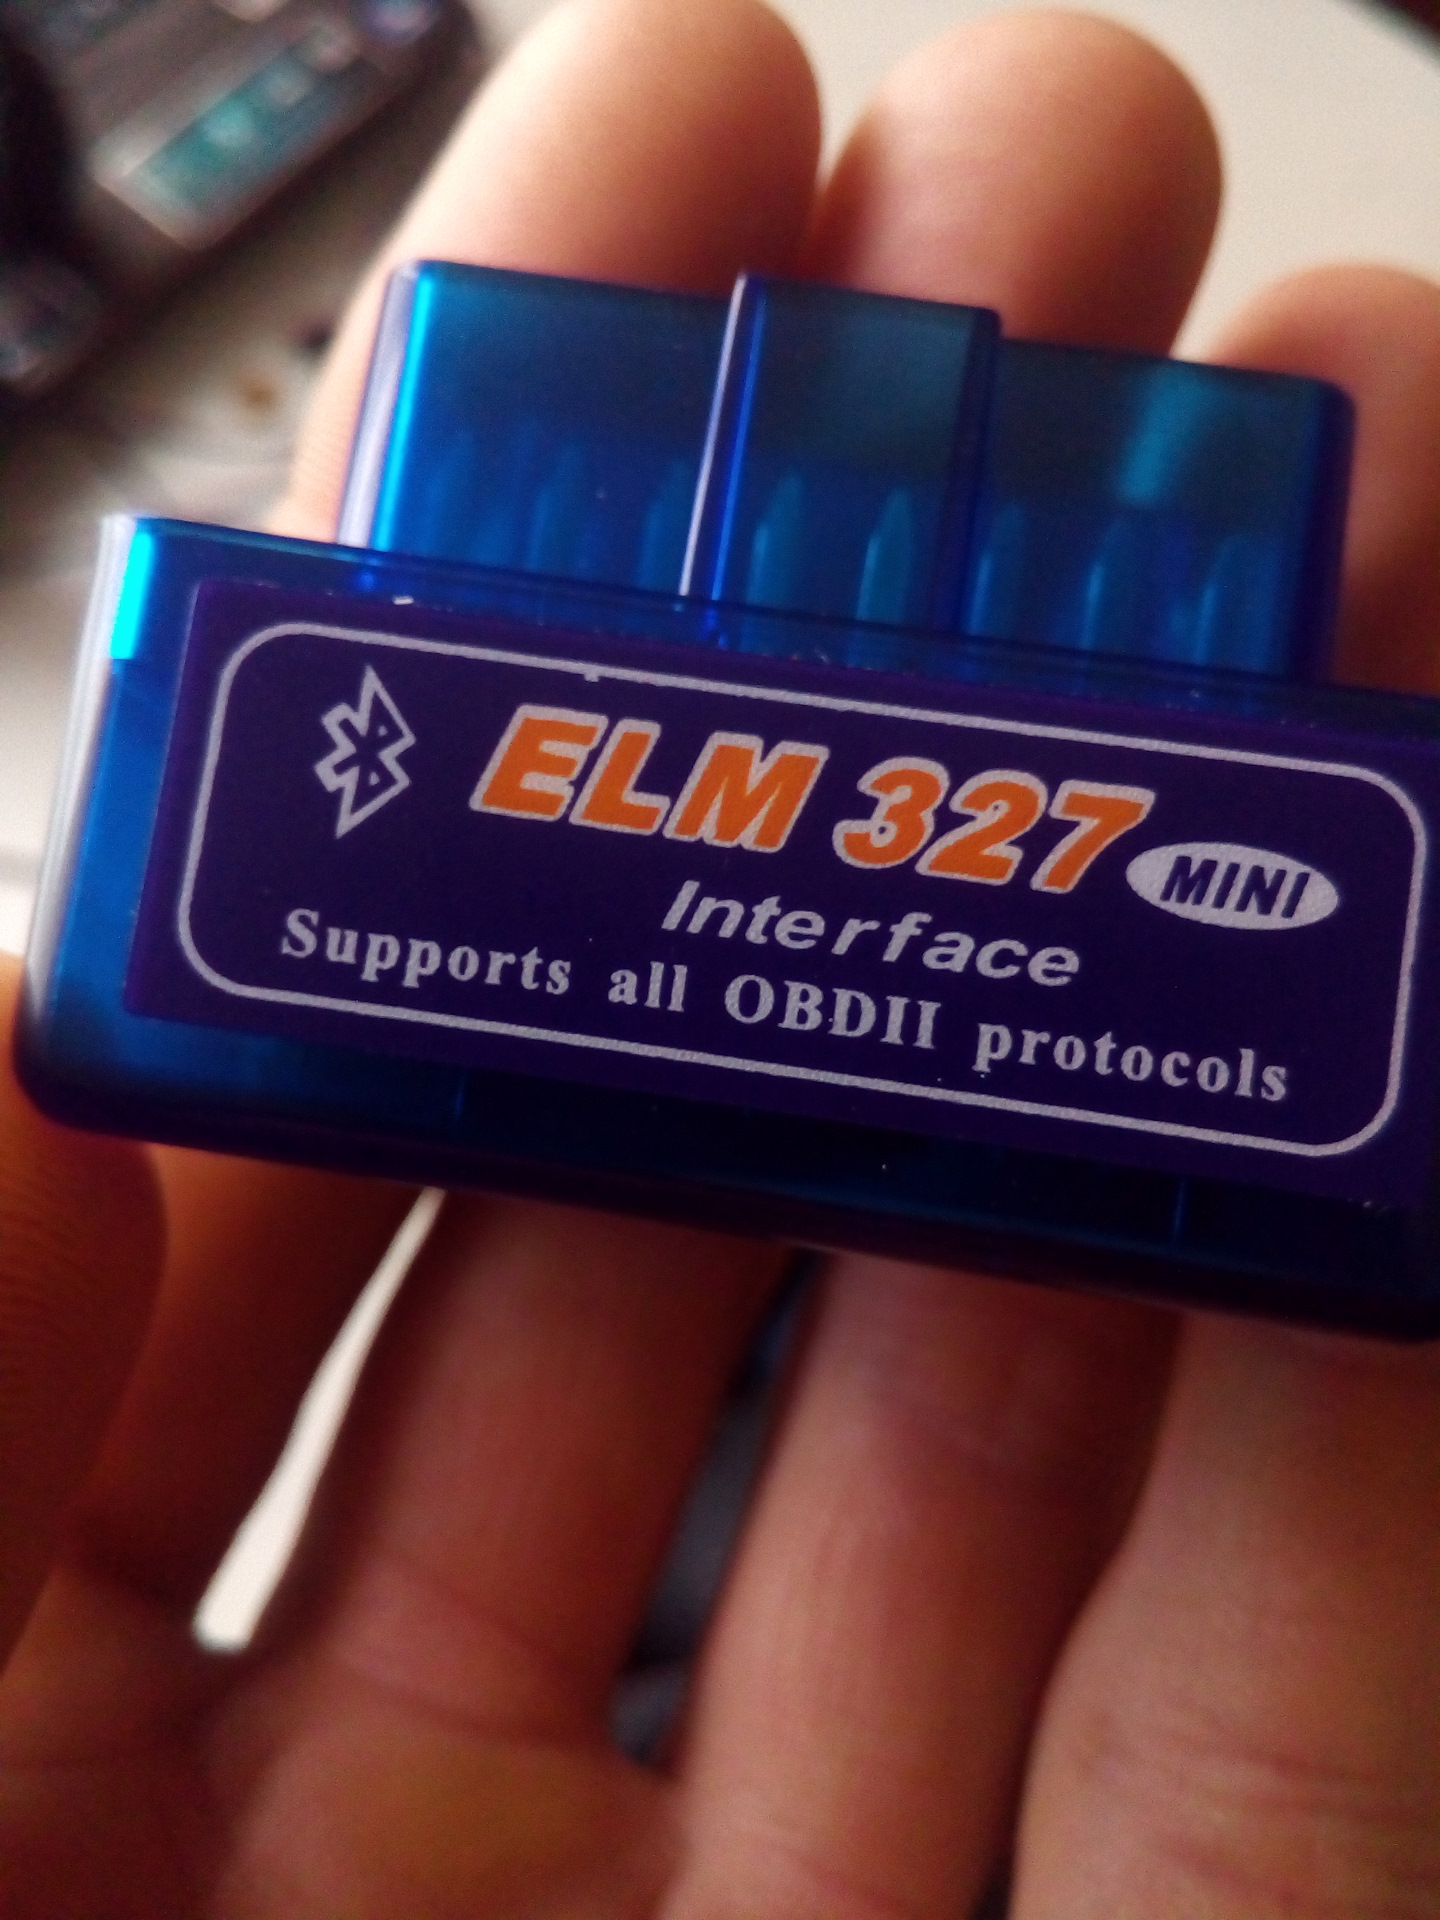 ELM 327 MINI
Interface
Supports all OBDII protocols